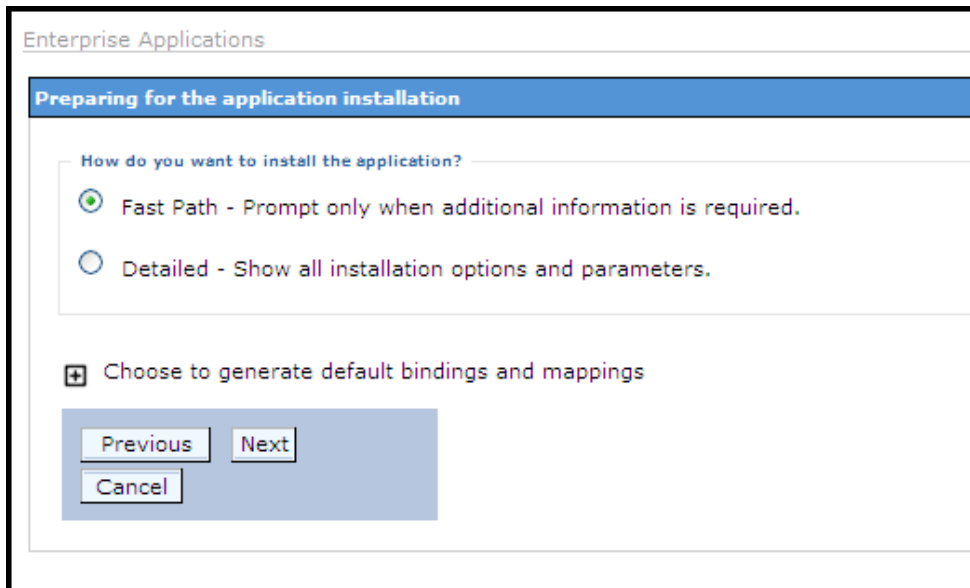 Enterprise Applications
Preparing for the application installation
How do you want to install the application?
Fast Path - Prompt only when additional information is required.
Detailed - Show all installation options and parameters.
Choose to generate default bindings and mappings
Previous Next
Cancel